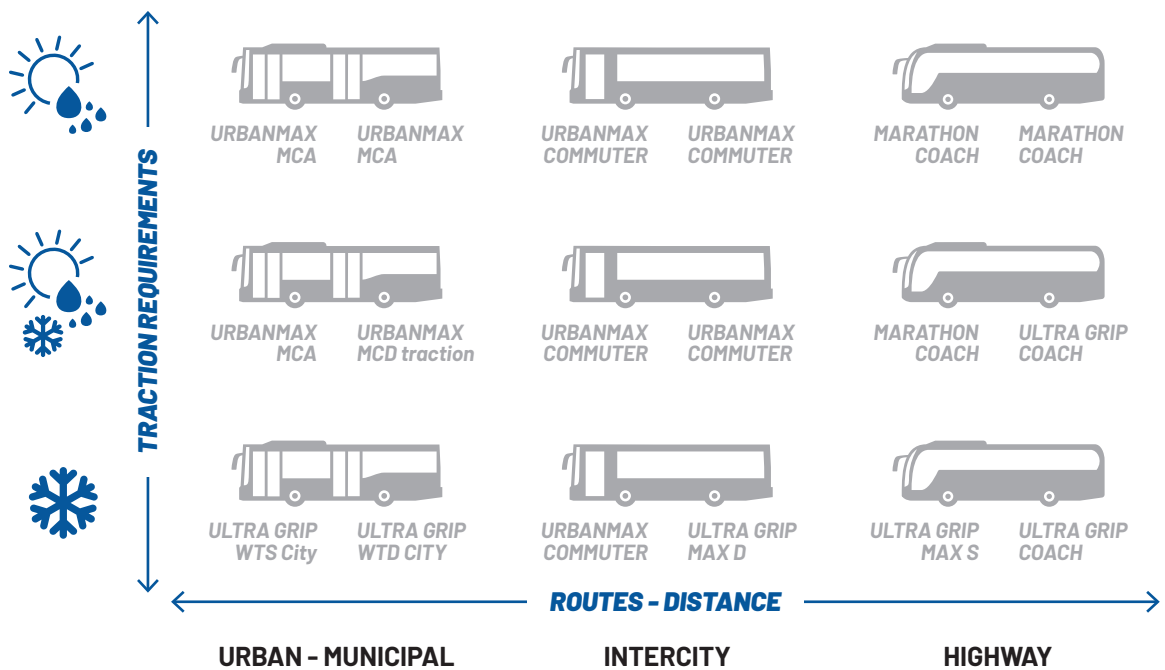 TRACTION REQUIREMENTS
URBANMAX MCA
URBANMAX MCA
URBANMAX COMMUTER
URBANMAX COMMUTER
MARATHON COACH
MARATHON COACH
URBANMAX MCA
URBANMAX MCD traction
URBANMAX COMMUTER
URBANMAX COMMUTER
MARATHON COACH
ULTRA GRIP COACH
ULTRA GRIP WTS City
ULTRA GRIP WTD CITY
URBANMAX COMMUTER
ULTRA GRIP MAX D
ULTRA GRIP MAX S
ULTRA GRIP COACH
ROUTES - DISTANCE
URBAN - MUNICIPAL
INTERCITY
HIGHWAY